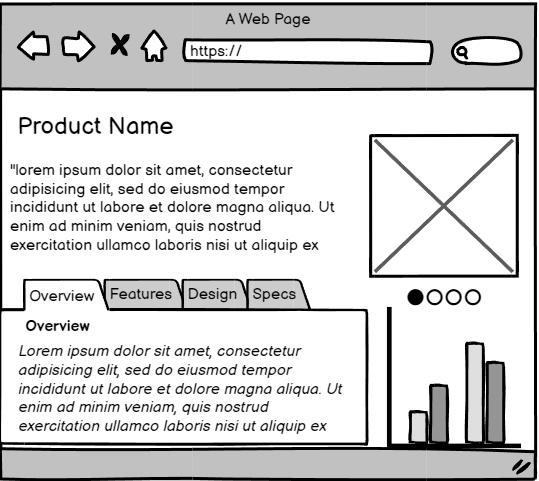 A Web Page
https://
Product Name
"lorem ipsum dolor sit amet, consectetur
adipisicing elit, sed do eiusmod tempor
incididunt ut labore et dolore magna aliqua. Ut
enim ad minim veniam, quis nostrud
exercitation ullamco laboris nisi ut aliquip ex
Overview Features Design Specs
Overview
Lorem ipsum dolor sit amet, consectetur
adipisicing elit, sed do eiusmod tempor
incididunt ut labore et dolore magna aliqua. Ut
enim ad minim veniam, quis nostrud
exercitation ullamco laboris nisi ut aliquip ex